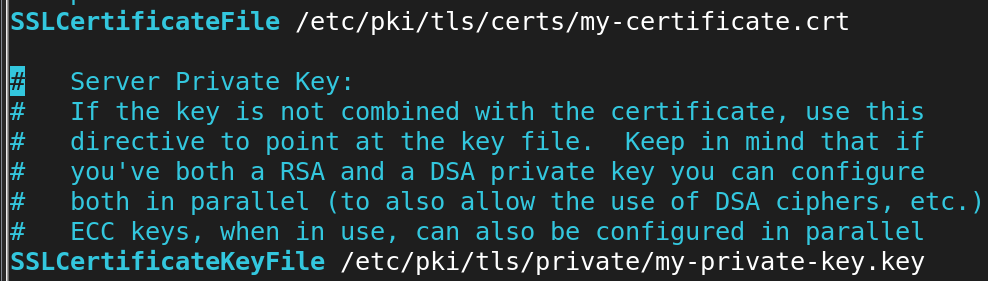 SSLCertificateFile /etc/pki/tls/certs/my-certificate.crt
#   Server Private Key:
#   If the key is not combined with the certificate, use this
#   directive to point at the key file.  Keep in mind that if
#   you've both a RSA and a DSA private key you can configure
#   both in parallel (to also allow the use of DSA ciphers, etc.)
#   ECC keys, when in use, can also be configured in parallel
SSLCertificateKeyFile /etc/pki/tls/private/my-private-key.key